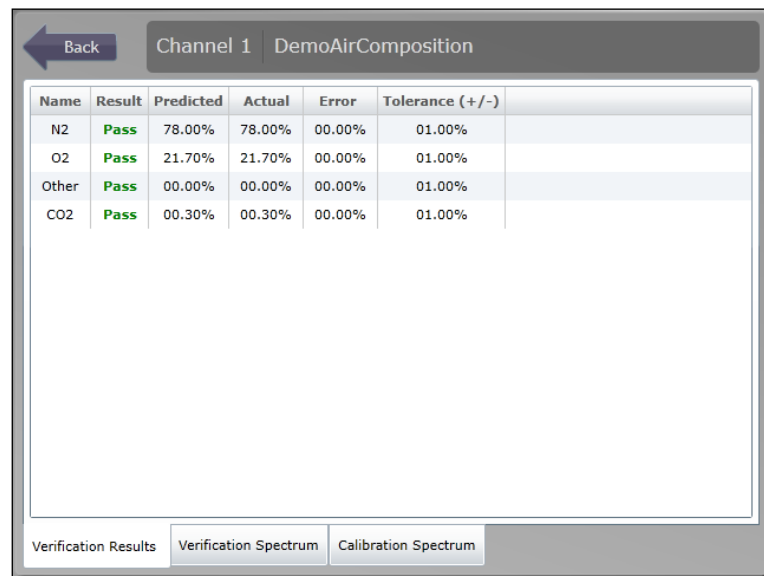 Back Channel 1 DemoAirComposition
Name Result Predicted Actual Error Tolerance (+/-)
N2 Pass 78.00% 78.00% 00.00% 01.00%
O2 Pass 21.70% 21.70% 00.00% 01.00%
Other Pass 00.00% 00.00% 00.00% 01.00%
CO2 Pass 00.30% 00.30% 00.00% 01.00%
Verification Results Verification Spectrum Calibration Spectrum